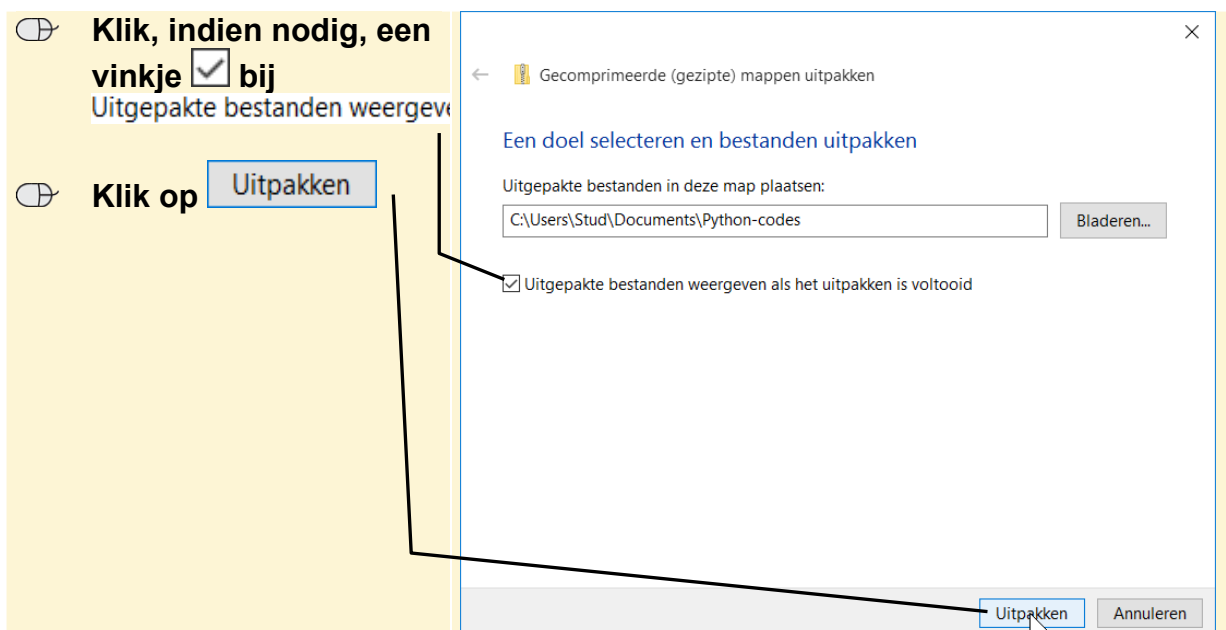 Klik, indien nodig, een
vinkje bij
Uitgepakte bestanden weergeve
Klik op Uitpakken
Gecomprimeerde (gezipte) mappen uitpakken
Een doel selecteren en bestanden uitpakken
Uitgepakte bestanden in deze map plaatsen:
C:\Users\Stud\Documents\Python-codes Bladeren...
Uitgepakte bestanden weergeven als het uitpakken is voltooid
Uitpakken Annuleren